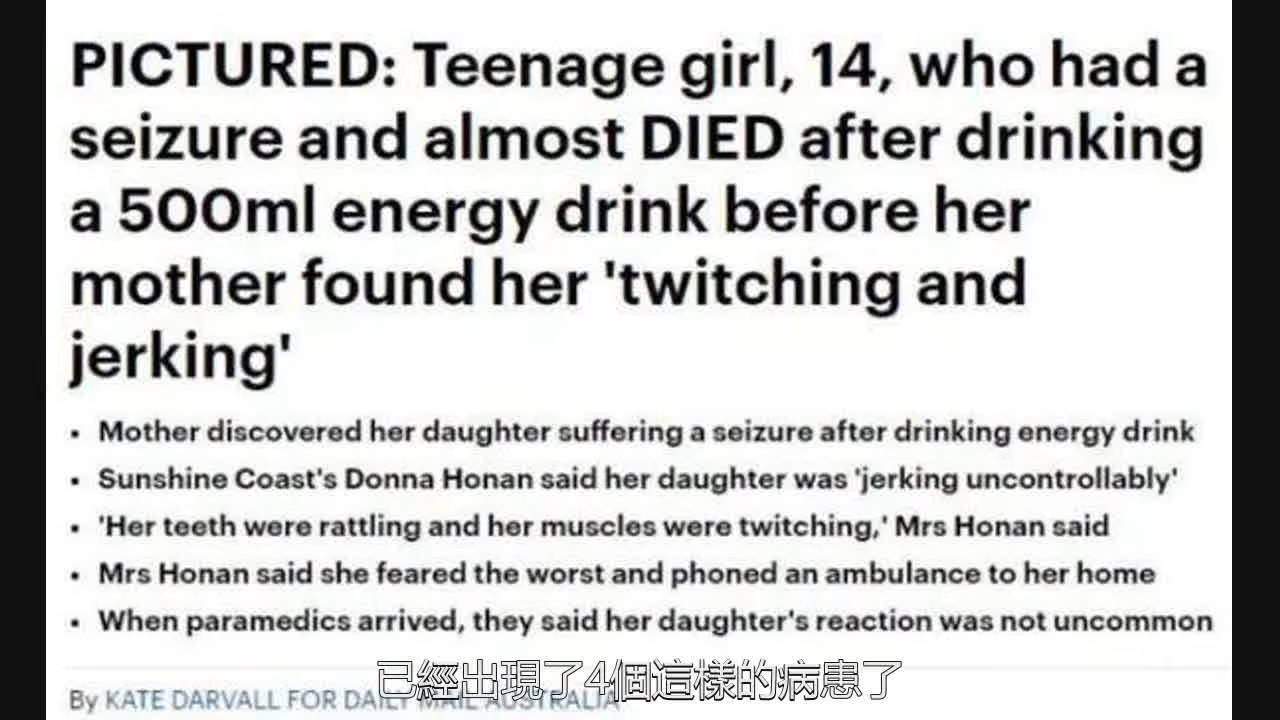 PICTURED: Teenage girl, 14, who had a
seizure and almost DIED after drinking
a 500ml energy drink before her
mother found her 'twitching and
jerking'
• Mother discovered her daughter suffering a seizure after drinking energy drink
• Sunshine Coast's Donna Honan said her daughter was 'jerking uncontrollably'
• 'Her teeth were rattling and her muscles were twitching,' Mrs Honan said
• Mrs Honan said she feared the worst and phoned an ambulance to her home
• When paramedics arrived, they said her daughter's reaction was not uncommon
已經出現了4個這樣的病患了
By KATE DARVALL FOR DAILY MAIL AUSTRALIA